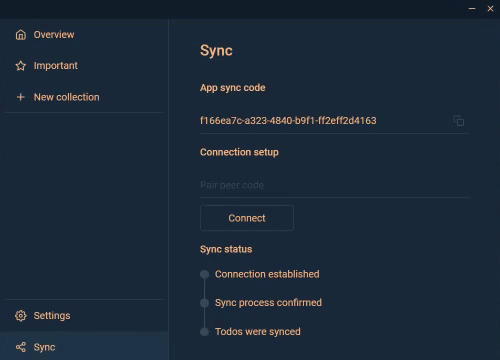 Overview
Important
New collection
Settings
Sync
Sync
App sync code
f166ea7c-a323-4840-b9f1-ff2eff2d4163
Connection setup
Pair peer code
Connect
Sync status
Connection established
Sync process confirmed
Todos were synced